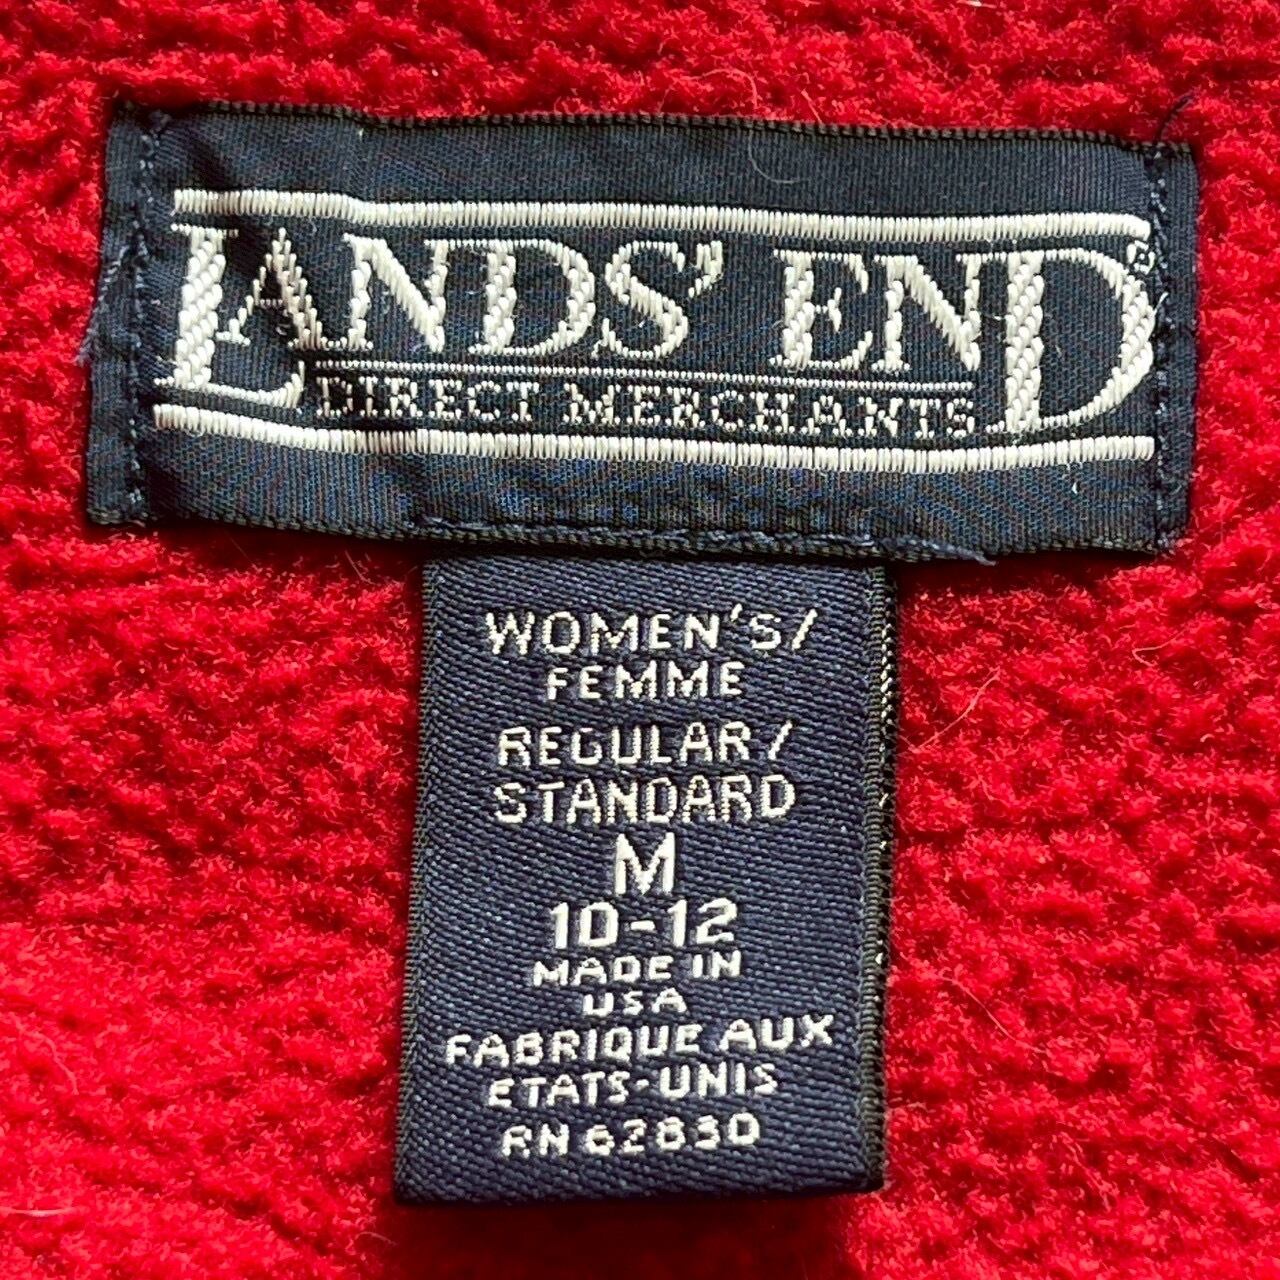 LANDS' END®
DIRECT MERCHANTS
WOMEN'S/
FEMME
REGULAR/
STANDARD
M
10-12
MADE IN
USA
FABRIQUE AUX
ETATS-UNIS
RN 62830